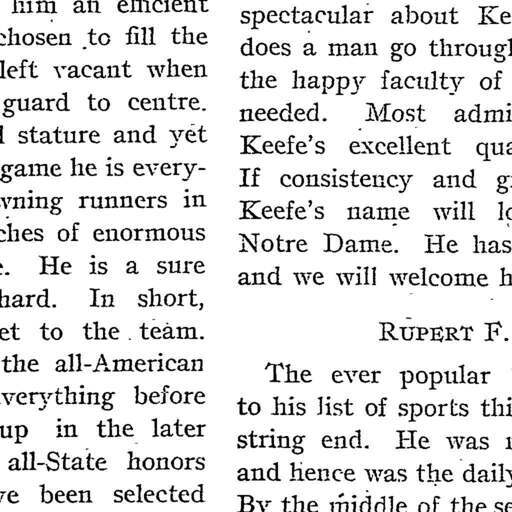 him an efficient
chosen to fill the
left vacant when
guard to centre.
stature and yet
game he is every-
wning runners in
ches of enormous
He is a sure
hard. In short,
et to the team.
the all-American
verything before
up in the later
all-State honors
ve been selected
spectacular about Ke
does a man go through
the happy faculty of
needed. Most admi
Keefe's excellent qua
If consistency and g
Keefe's name will lo
Notre Dame. He has
and we will welcome h
RUPERT F.
The ever popular
to his list of sports thi
string end. He was
and hence was the daily
By the middle of the se